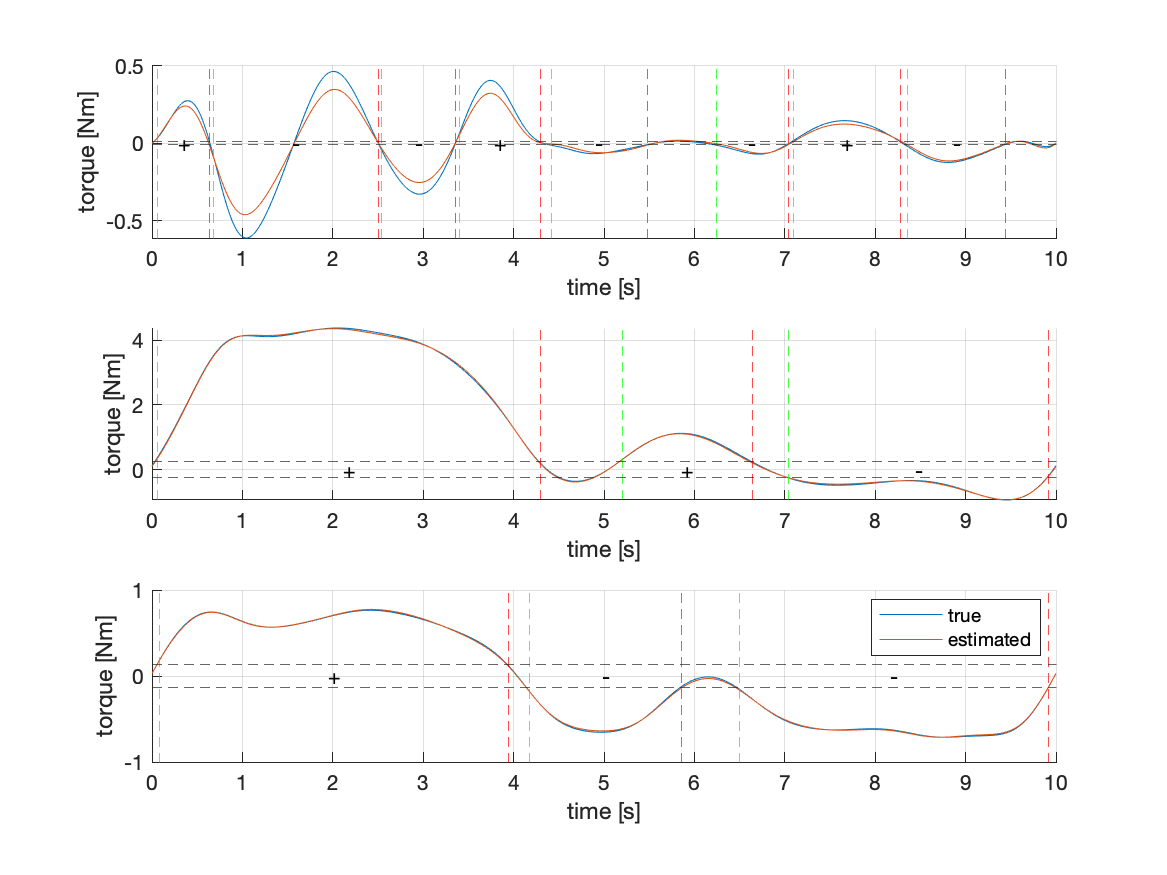 torque [Nm]
0.5
0
-0.5
+ - - + - - + -
0 1 2 3 4 5 6 7 8 9 10
time [s]
torque [Nm]
4
2
0
+ + -
0 1 2 3 4 5 6 7 8 9 10
time [s]
torque [Nm]
1
0
-1
+ - -
true
estimated
0 1 2 3 4 5 6 7 8 9 10
time [s]